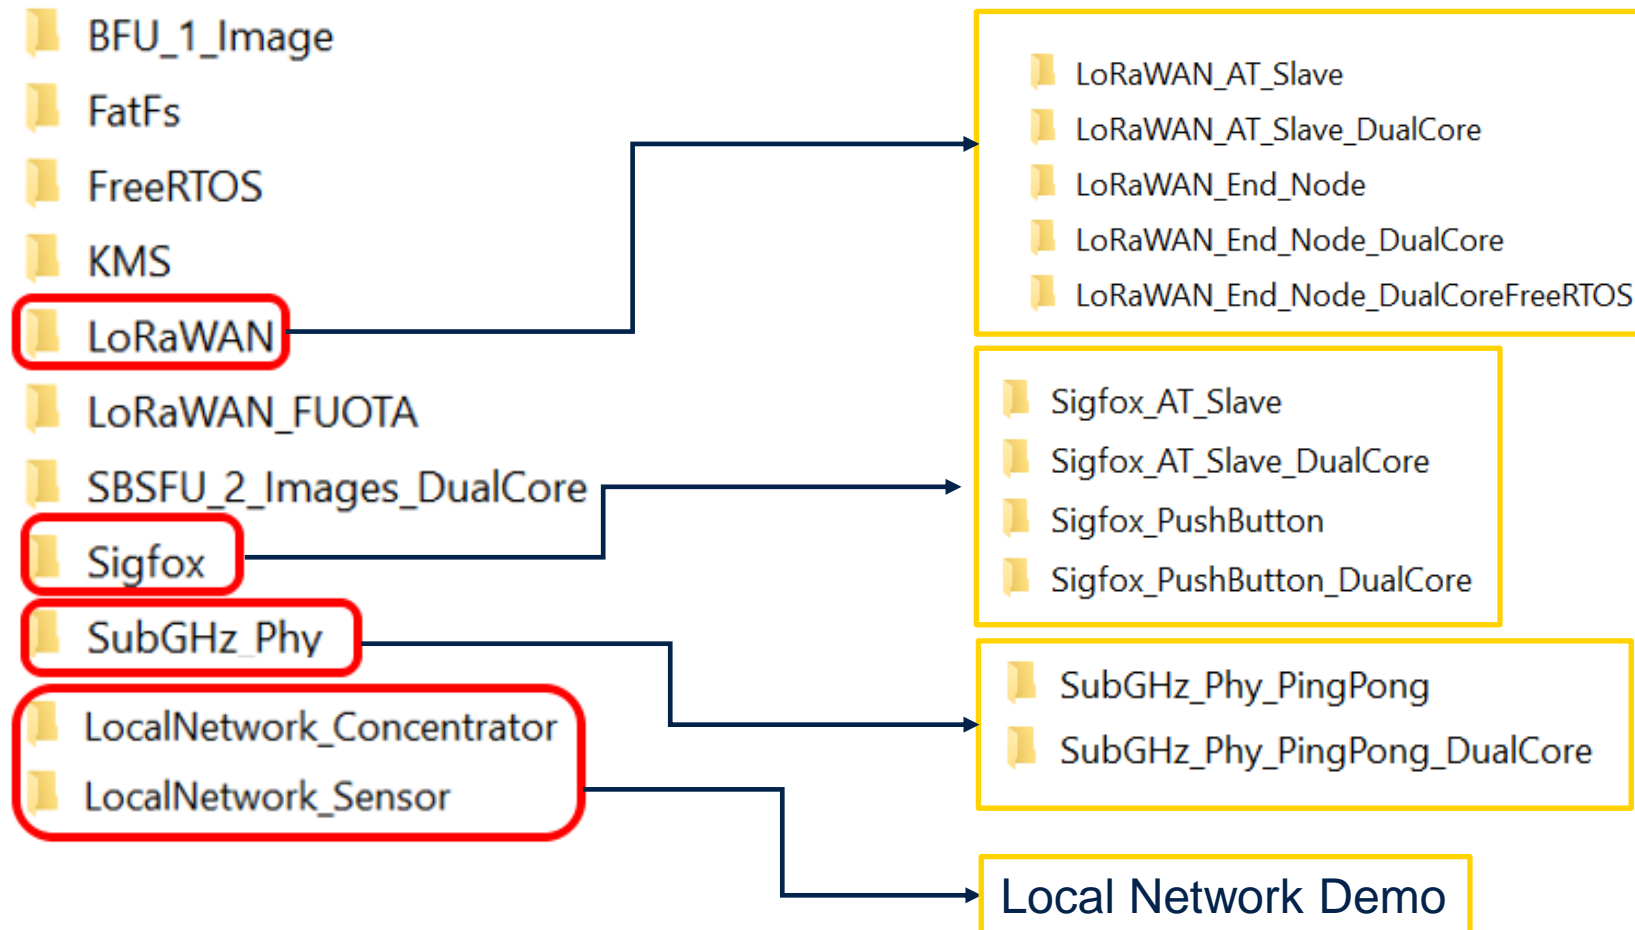 BFU_1_Image
FatFs
FreeRTOS
KMS
LoRaWAN
LoRaWAN_FUOTA
SBSFU_2_Images_DualCore
Sigfox
SubGHz_Phy
LocalNetwork_Concentrator
LocalNetwork_Sensor
LoRaWAN_AT_Slave
LoRaWAN_AT_Slave_DualCore
LoRaWAN_End_Node
LoRaWAN_End_Node_DualCore
LoRaWAN_End_Node_DualCoreFreeRTOS
Sigfox_AT_Slave
Sigfox_AT_Slave_DualCore
Sigfox_PushButton
Sigfox_PushButton_DualCore
SubGHz_Phy_PingPong
SubGHz_Phy_PingPong_DualCore
Local Network Demo